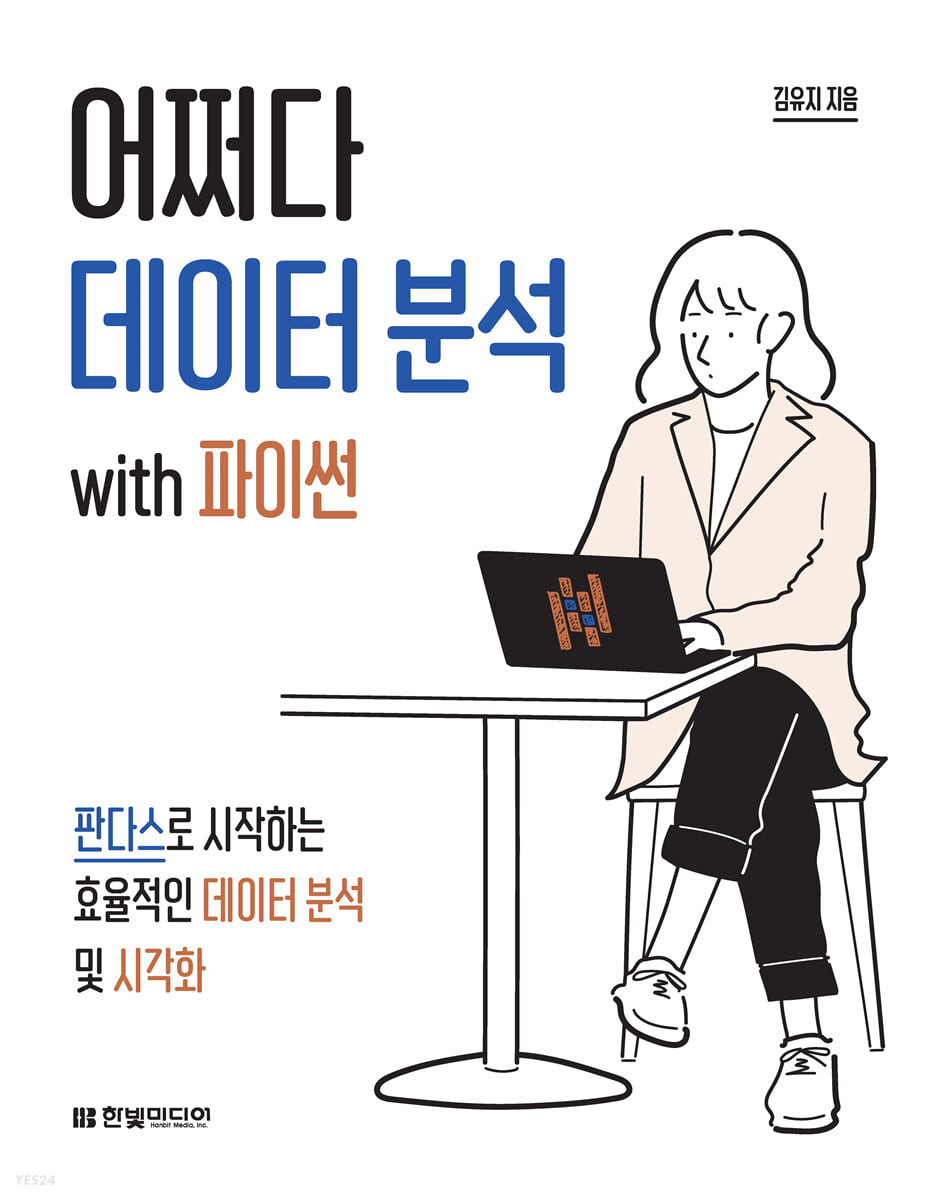 김유지 지음
어쩌다
데이터 분석
with 파이썬
판다스로 시작하는
효율적인 데이터 분석
및 시각화
HB 한빛미디어
Hanbit Media, Inc.
YES24